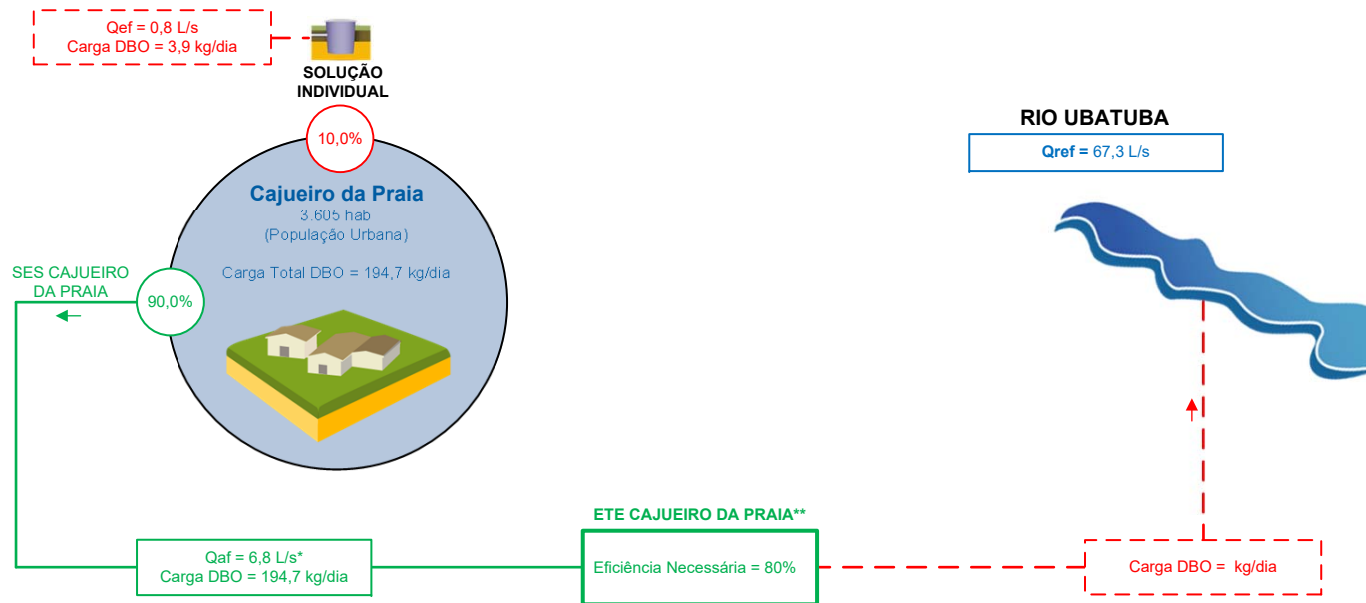 Qef = 0,8 L/s
Carga DBO = 3,9 kg/dia
SOLUÇÃO
INDIVIDUAL
10,0%
Cajueiro da Praia
3.605 hab
(População Urbana)
Carga Total DBO = 194,7 kg/dia
SES CAJUEIRO
DA PRAIA
90,0%
RIO UBATUBA
Qref = 67,3 L/s
Qaf = 6,8 L/s*
Carga DBO = 194,7 kg/dia
ETE CAJUEIRO DA PRAIA**
Eficiência Necessária = 80%
Carga DBO = kg/dia